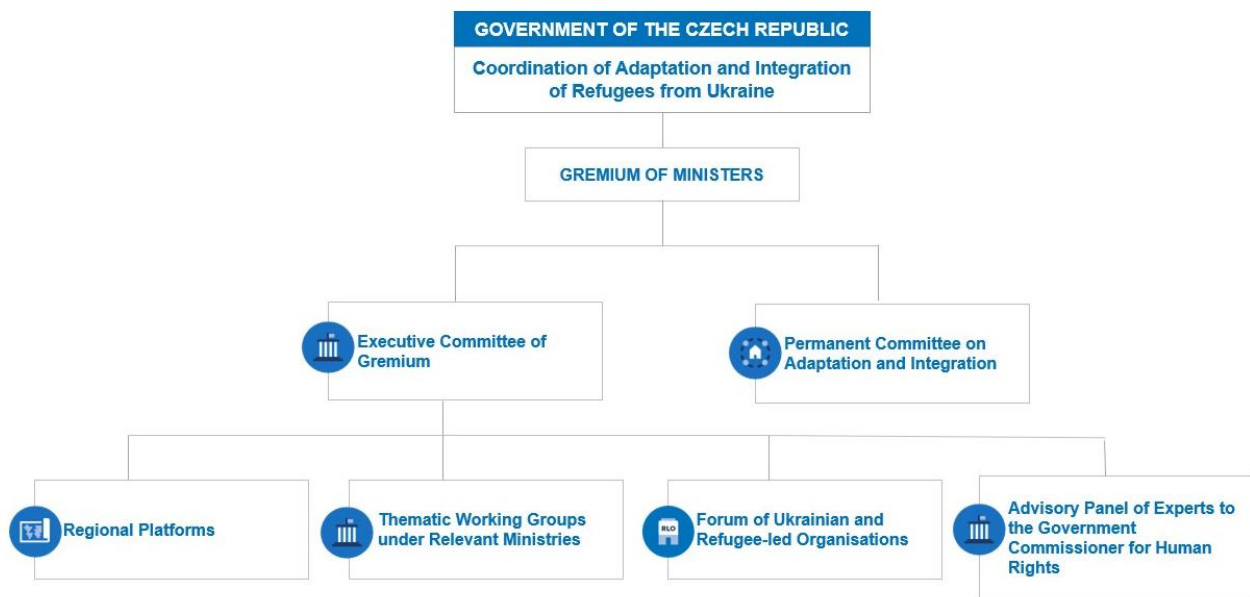 GOVERNMENT OF THE CZECH REPUBLIC
Coordination of Adaptation and Integration
of Refugees from Ukraine
GREMIUM OF MINISTERS
Executive Committee of
Gremium
Permanent Committee on
Adaptation and Integration
Regional Platforms
Thematic Working Groups
under Relevant Ministries
RLO
Forum of Ukrainian and
Refugee-led Organisations
Advisory Panel of Experts to
the Government
Commissioner for Human
Rights